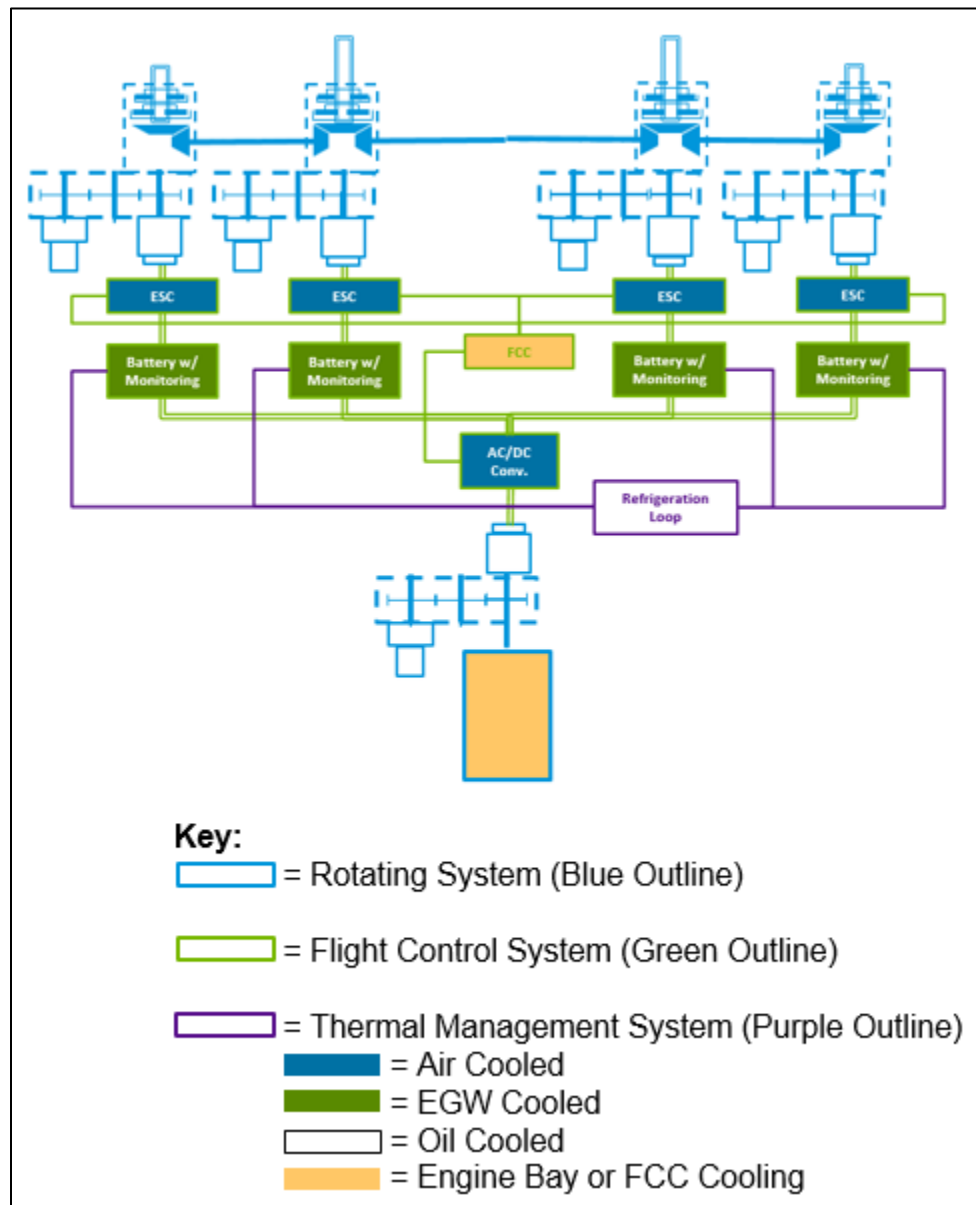 ESC
ESC
ESC
ESC
FCC
Battery w/
Monitoring
Battery w/
Monitoring
Battery w/
Monitoring
Battery w/
Monitoring
AC/DC
Conv.
Refrigeration
Loop
Key:
= Rotating System (Blue Outline)
= Flight Control System (Green Outline)
= Thermal Management System (Purple Outline)
= Air Cooled
= EGW Cooled
= Oil Cooled
= Engine Bay or FCC Cooling